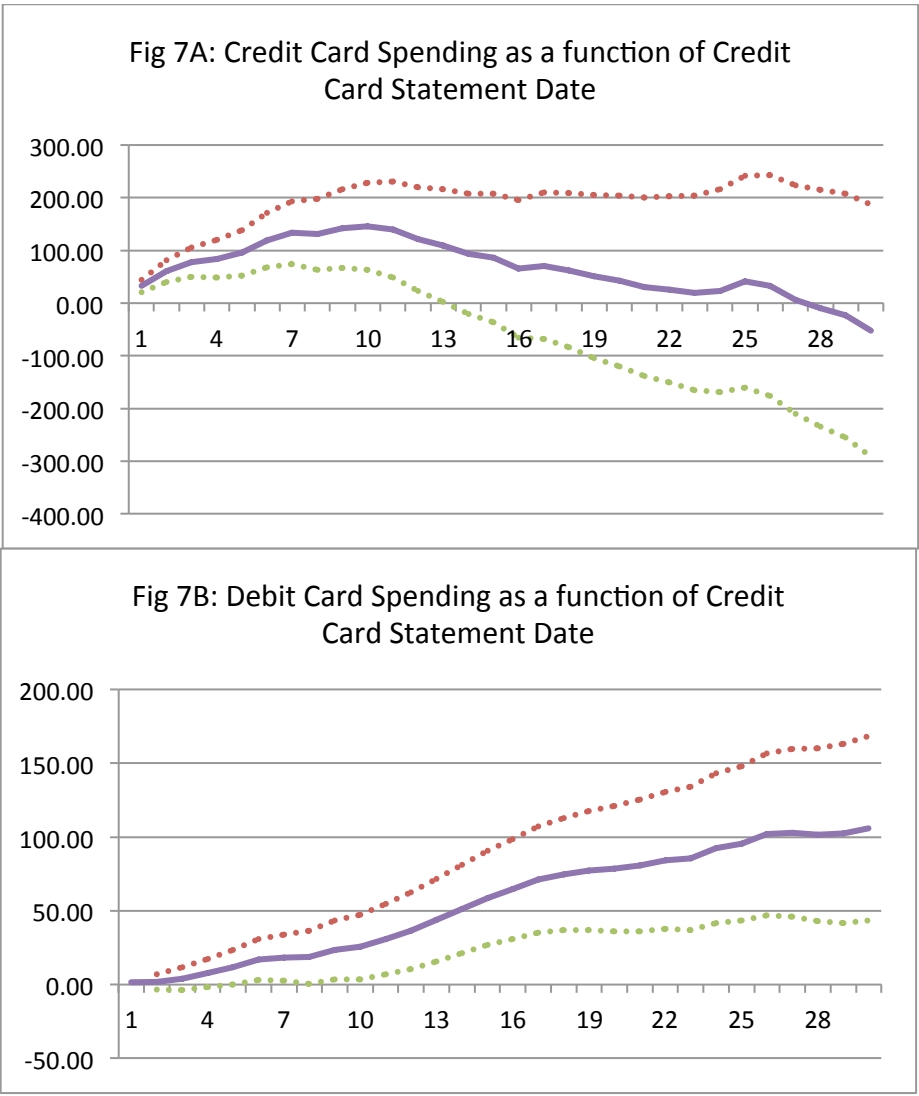 Fig 7A: Credit Card Spending as a function of Credit
Card Statement Date
300.00
200.00
100.00
0.00
1 4 7 10 13 16 19 22 25 28
-100.00
-200.00
-300.00
-400.00
Fig 7B: Debit Card Spending as a function of Credit
Card Statement Date
200.00
150.00
100.00
50.00
0.00
1 4 7 10 13 16 19 22 25 28
-50.00